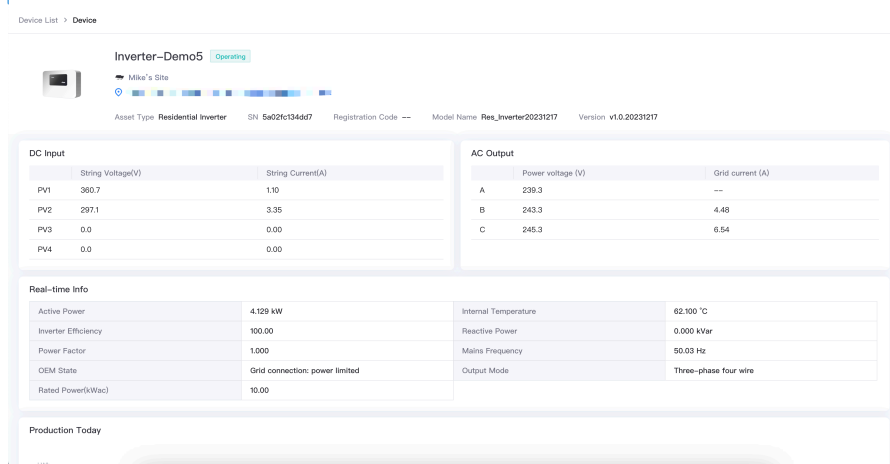 Device List > Device
Inverter-Demo5 Operating
Mike's Site
Asset Type Residential Inverter SN 5a02fc134dd7 Registration Code -- Model Name Res_Inverter20231217 Version v1.0.20231217
DC Input
String Voltage(V) String Current(A)
PV1 360.7 1.10
PV2 297.1 3.35
PV3 0.0 0.00
PV4 0.0 0.00
AC Output
Power voltage (V) Grid current (A)
A 239.3 --
B 243.3 4.48
C 245.3 6.54
Real-time Info
Active Power 4.129 kW Internal Temperature 62.100 °C
Inverter Efficiency 100.00 Reactive Power 0.000 kVar
Power Factor 1.000 Mains Frequency 50.03 Hz
OEM State Grid connection: power limited Output Mode Three-phase four wire
Rated Power(kWac) 10.00
Production Today